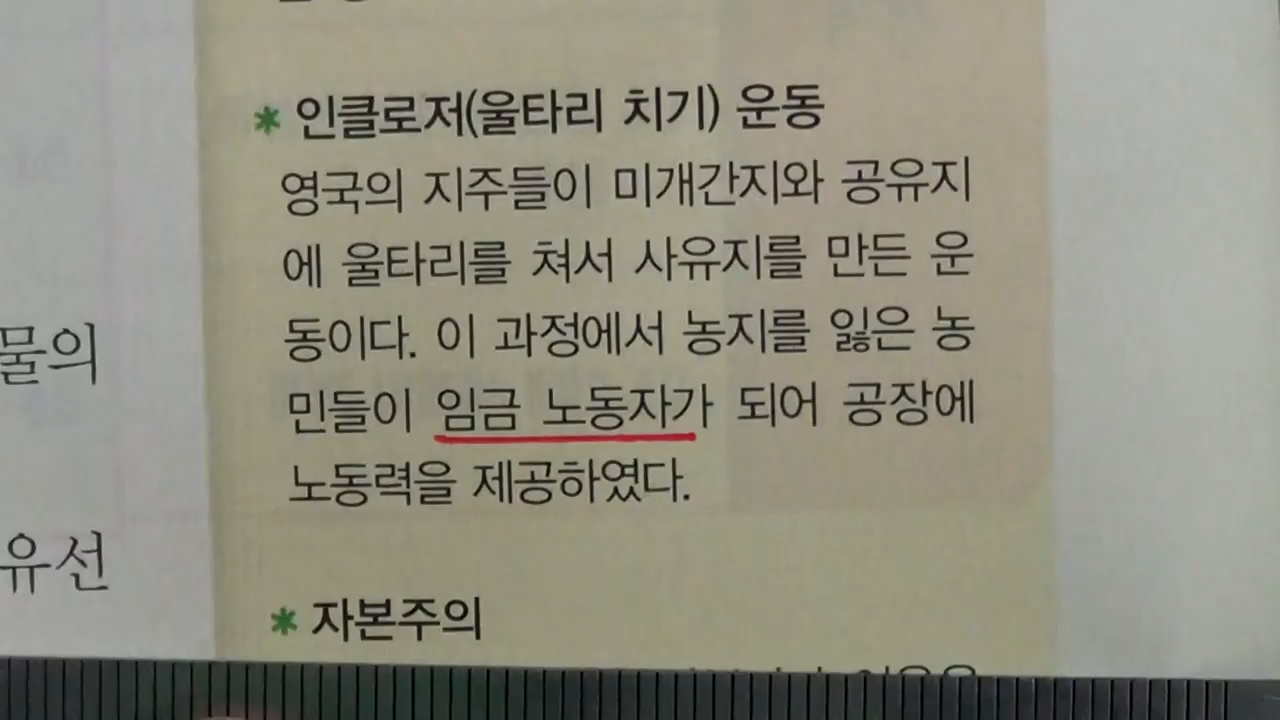 * 인클로저(울타리 치기) 운동
영국의 지주들이 미개간지와 공유지
에 울타리를 쳐서 사유지를 만든 운
동이다. 이 과정에서 농지를 잃은 농
물의
민들이 임금 노동자가 되어 공장에
노동력을 제공하였다.
유선
* 자본주의